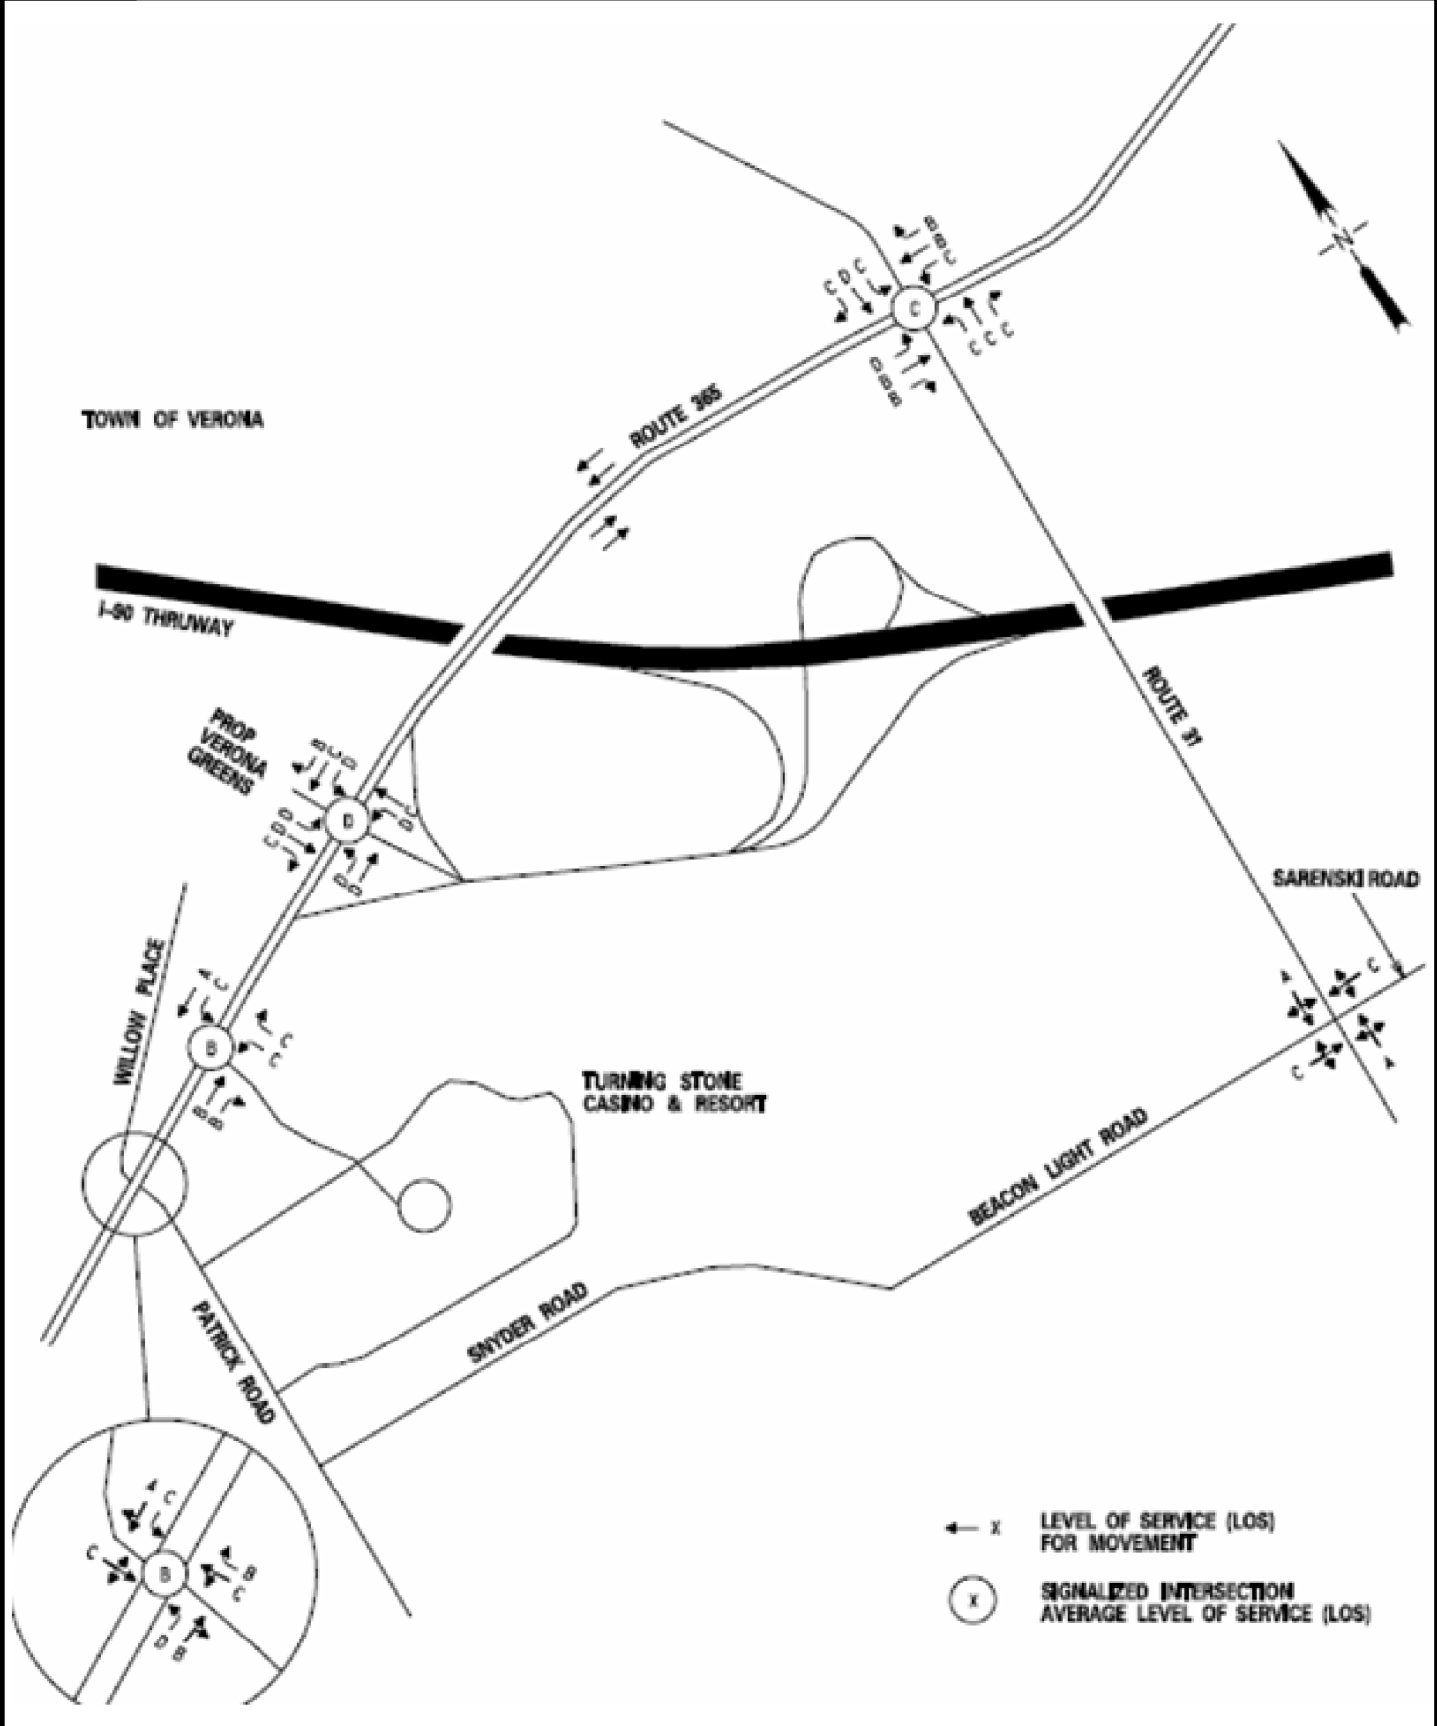 B B C
N
C D C
C
C C C
ROUTE 365
TOWN OF VERONA
I-90 THRUWAY
ROUTE 31
PROP
VERONA
GREENS
B C D
D
C
D
SARENSKI ROAD
WILLOW PLACE
A C
B
C
C
B B
A
C
C
A
TURNING STONE
CASINO & RESORT
BEACON LIGHT ROAD
SNYDER ROAD
PATRICK ROAD
A C
C
B
B
C
D B
X LEVEL OF SERVICE (LOS)
FOR MOVEMENT
X SIGNALIZED INTERSECTION
AVERAGE LEVEL OF SERVICE (LOS)